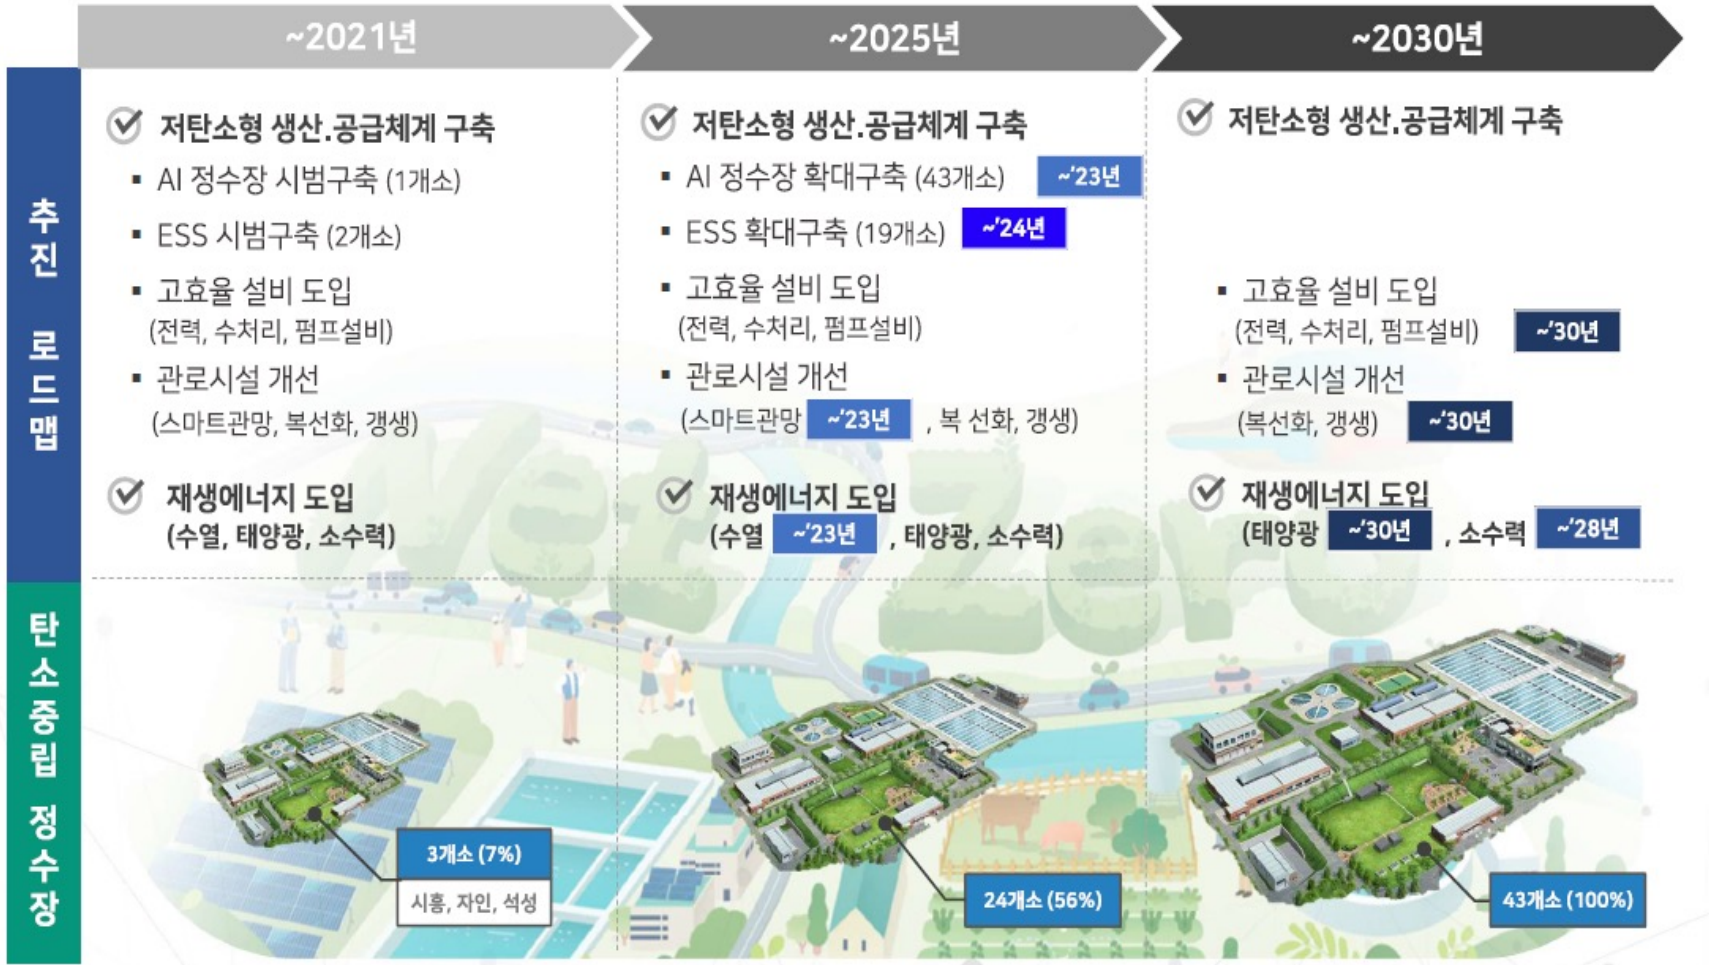 ~2021년
~2025년
~2030년
추진 로드맵
저탄소형 생산.공급체계 구축
▪ AI 정수장 시범구축 (1개소)
▪ ESS 시범구축 (2개소)
▪ 고효율 설비 도입
(전력, 수처리, 펌프설비)
▪ 관로시설 개선
(스마트관망, 복선화, 갱생)
재생에너지 도입
(수열, 태양광, 소수력)
저탄소형 생산.공급체계 구축
▪ AI 정수장 확대구축 (43개소) ~’23년
▪ ESS 확대구축 (19개소) ~’24년
▪ 고효율 설비 도입
(전력, 수처리, 펌프설비)
▪ 관로시설 개선
(스마트관망 ~’23년 , 복 선화, 갱생)
재생에너지 도입
(수열 ~’23년 , 태양광, 소수력)
저탄소형 생산.공급체계 구축
▪ 고효율 설비 도입
(전력, 수처리, 펌프설비) ~’30년
▪ 관로시설 개선
(복선화, 갱생) ~’30년
재생에너지 도입
(태양광 ~’30년 , 소수력 ~’28년
탄소중립 정수장
Net Zero
3개소 (7%)
시흥, 자인, 석성
24개소 (56%)
43개소 (100%)